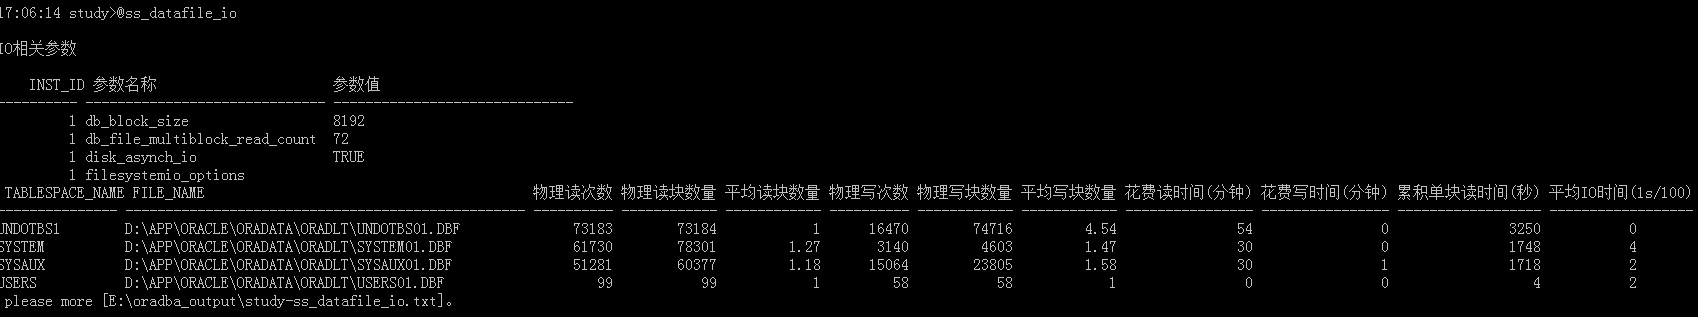 17:06:14 study>@ss_datafile_io
IO相关参数
INST_ID 参数名称 参数值
---------- ------------------------------ ------------------------------
1 db_block_size 8192
1 db_file_multiblock_read_count 72
1 disk_asynch_io TRUE
1 filesystemio_options
TABLESPACE_NAME FILE_NAME 物理读次数 物理读块数量 平均读块数量 物理写次数 物理写块数量 平均写块数量 花费读时间(分钟) 花费写时间(分钟) 累积单块读时间(秒) 平均IO时间(1s/100)
--------------- -------------------------------------------------- ---------- ------------ ------------ ---------- ------------ ------------ ---------------- ---------------- ------------------ ------------------
UNDOTBS1 D:\APP\ORACLE\ORADATA\ORADLT\UNDOTBS01.DBF 73183 73184 1 16470 74716 4.54 54 0 3250 0
SYSTEM D:\APP\ORACLE\ORADATA\ORADLT\SYSTEM01.DBF 61730 78301 1.27 3140 4603 1.47 30 0 1748 4
SYSAUX D:\APP\ORACLE\ORADATA\ORADLT\SYSAUX01.DBF 51281 60377 1.18 15064 23805 1.58 30 1 1718 2
USERS D:\APP\ORACLE\ORADATA\ORADLT\USERS01.DBF 99 99 1 58 58 1 0 0 4 2
please more [E:\oradba_output\study-ss_datafile_io.txt]。